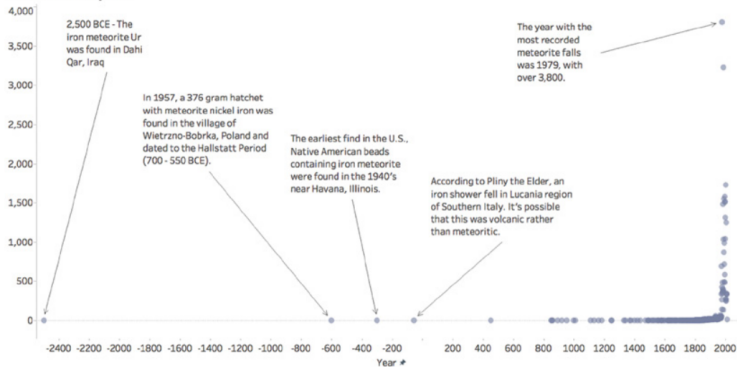 4,000
3,500
3,000
2,500
2,000
1,500
1,000
500
0
2,500 BCE - The
iron meteorite Ur
was found in Dahi
Qar, Iraq
In 1957, a 376 gram hatchet
with meteorite nickel iron was
found in the village of
Wietrzno-Bobrka, Poland and
dated to the Hallstatt Period
(700 - 550 BCE).
The earliest find in the U.S.,
Native American beads
containing iron meteorite
were found in the 1940's
near Havana, Illinois.
According to Pliny the Elder, an
iron shower fell in Lucania region
of Southern Italy. It's possible
that this was volcanic rather
than meteoritic.
The year with the
most recorded
meteorite falls
was 1979, with
over 3,800.
-2400 -2200 -2000 -1800 -1600 -1400 -1200 -1000 -800 -600 -400 -200 200 400 600 800 1000 1200 1400 1600 1800 2000
Year